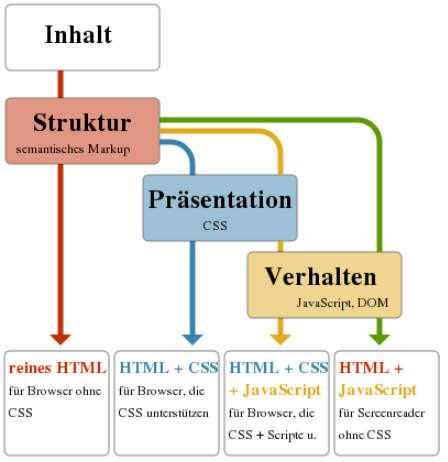 Inhalt
Struktur
semantisches Markup
Präsentation
CSS
Verhalten
JavaScript, DOM
reines HTML
für Browser ohne
CSS
HTML + CSS
für Browser, die
CSS unterstützen
HTML + CSS
+ JavaScript
für Browser, die
CSS + Scripte u.
HTML +
JavaScript
für Screenreader
ohne CSS